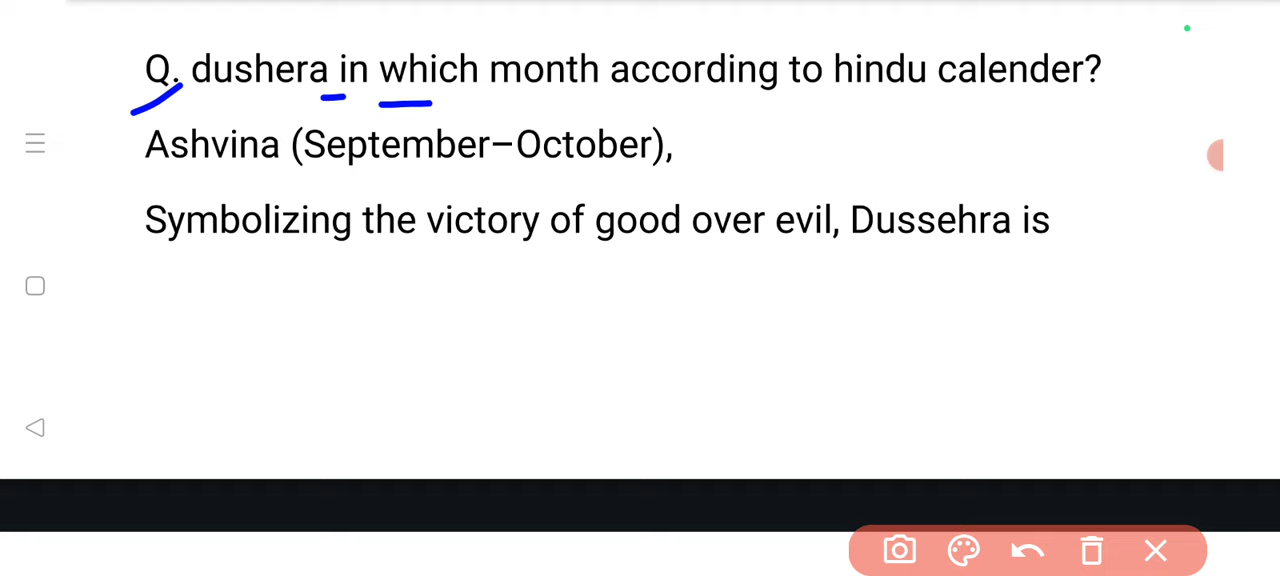 Q. dushera in which month according to hindu calender?
Ashvina (September–October),
Symbolizing the victory of good over evil, Dussehra is